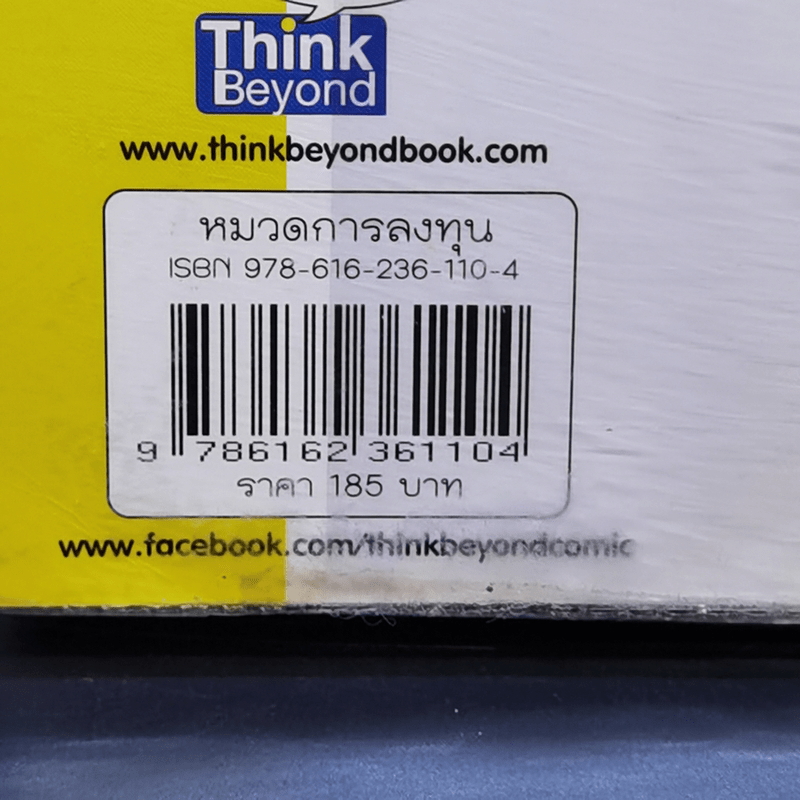 Think
Beyond
www.thinkbeyondbook.com
หมวดการลงทุน
ISBN 978-616-236-110-4
9 786162 361104
ราคา 185 บาท
www.facebook.com/thinkbeyondcomic